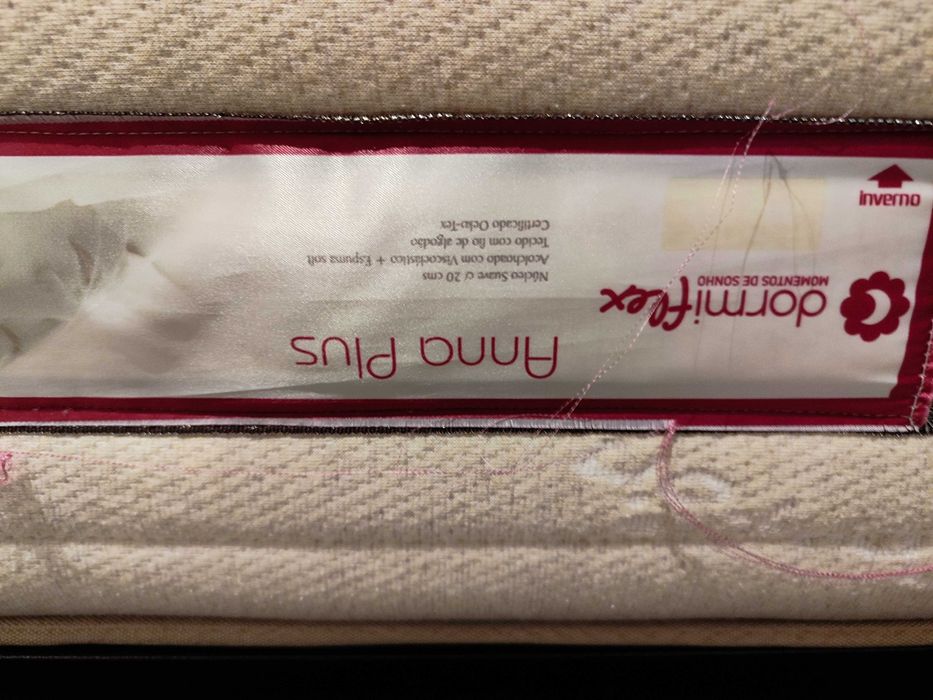 inverno
dormiflex
MOMENTOS DE SONHO
Anna Plus
Núcleo Suave c/ 20 cms
Acolchoado com Viscoelástico + Espuma soft
Tecido com fio de algodão
Certificado Oeko-Tex